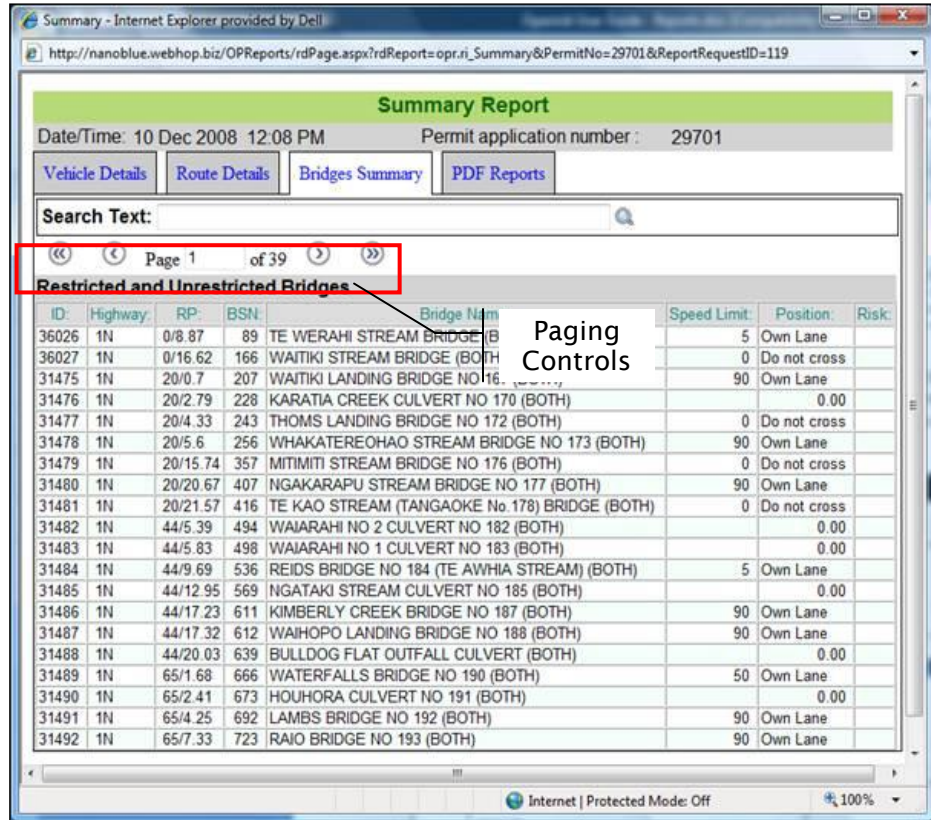 Summary - Internet Explorer provided by Dell
http://nanoblue.webhop.biz/OPReports/rdPage.aspx?rdReport=opr.ri_Summary&PermitNo=29701&ReportRequestID=119
Summary Report
Date/Time: 10 Dec 2008 12:08 PM Permit application number : 29701
Vehicle Details Route Details Bridges Summary PDF Reports
Search Text:
Page 1 of 39
Restricted and Unrestricted Bridges
ID: Highway: RP: BSN: Bridge Nam Speed Limit: Position: Risk:
36026 1N 0/8.87 89 TE WERAHI STREAM BRIDGE (B 5 Own Lane
36027 1N 0/16.62 166 WAITIKI STREAM BRIDGE (BOTH 0 Do not cross
31475 1N 20/0.7 207 WAITIKI LANDING BRIDGE NO 90 Own Lane
Paging
Controls
31476 1N 20/2.79 228 KARATIA CREEK CULVERT NO 170 (BOTH) 0.00
31477 1N 20/4.33 243 THOMS LANDING BRIDGE NO 172 (BOTH) 0 Do not cross
31478 1N 20/5.6 256 WHAKATEREOHAO STREAM BRIDGE NO 173 (BOTH) 90 Own Lane
31479 1N 20/15.74 357 MITIMITI STREAM BRIDGE NO 176 (BOTH) 0 Do not cross
31480 1N 20/20.67 407 NGAKARAPU STREAM BRIDGE NO 177 (BOTH) 90 Own Lane
31481 1N 20/21.57 416 TE KAO STREAM (TANGAOKE No.178) BRIDGE (BOTH) 0 Do not cross
31482 1N 44/5.39 494 WAIARAHI NO 2 CULVERT NO 182 (BOTH) 0.00
31483 1N 44/5.83 498 WAIARAHI NO 1 CULVERT NO 183 (BOTH) 0.00
31484 1N 44/9.69 536 REIDS BRIDGE NO 184 (TE AWHIA STREAM) (BOTH) 5 Own Lane
31485 1N 44/12.95 569 NGATAKI STREAM CULVERT NO 185 (BOTH) 0.00
31486 1N 44/17.23 611 KIMBERLY CREEK BRIDGE NO 187 (BOTH) 90 Own Lane
31487 1N 44/17.32 612 WAIHOPO LANDING BRIDGE NO 188 (BOTH) 90 Own Lane
31488 1N 44/20.03 639 BULLDOG FLAT OUTFALL CULVERT (BOTH) 0.00
31489 1N 65/1.68 666 WATERFALLS BRIDGE NO 190 (BOTH) 50 Own Lane
31490 1N 65/2.41 673 HOUHORA CULVERT NO 191 (BOTH) 0.00
31491 1N 65/4.25 692 LAMBS BRIDGE NO 192 (BOTH) 90 Own Lane
31492 1N 65/7.33 723 RAIO BRIDGE NO 193 (BOTH) 90 Own Lane
Internet | Protected Mode: Off 100%